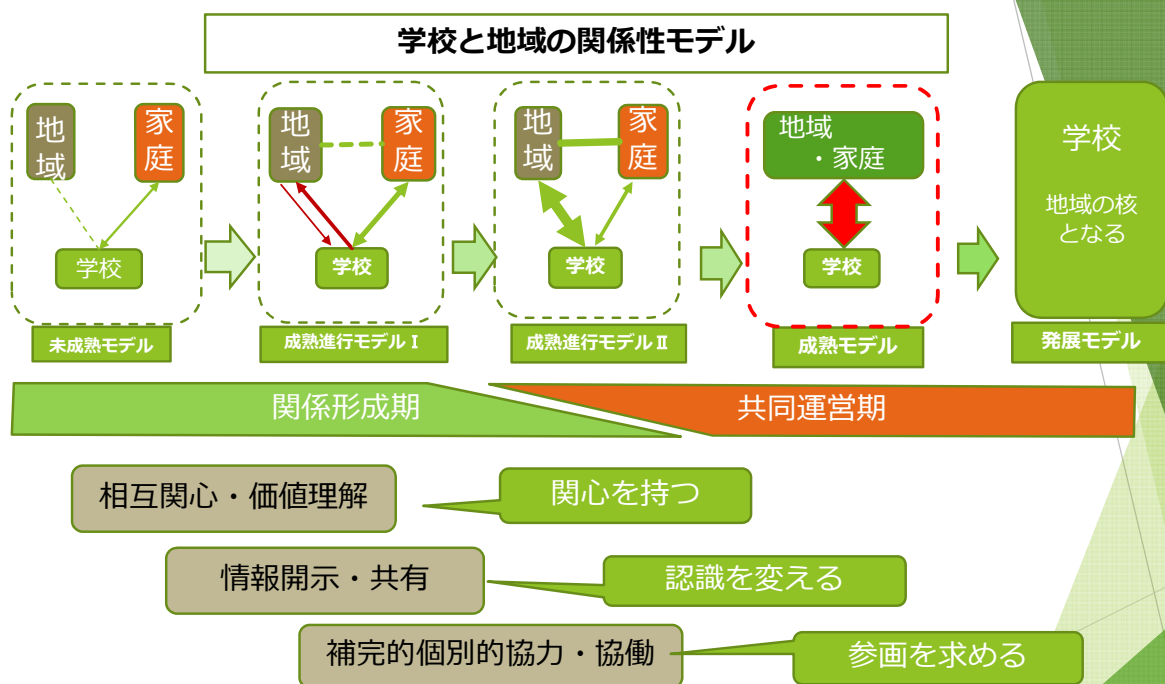 学校と地域の関係性モデル
地域
家庭
学校
未成熟モデル
地域
家庭
学校
成熟進行モデルⅠ
地域
家庭
学校
成熟進行モデルⅡ
地域
・家庭
学校
成熟モデル
学校
地域の核
となる
発展モデル
関係形成期
共同運営期
相互関心・価値理解
関心を持つ
情報開示・共有
認識を変える
補完的個別的協力・協働
参画を求める